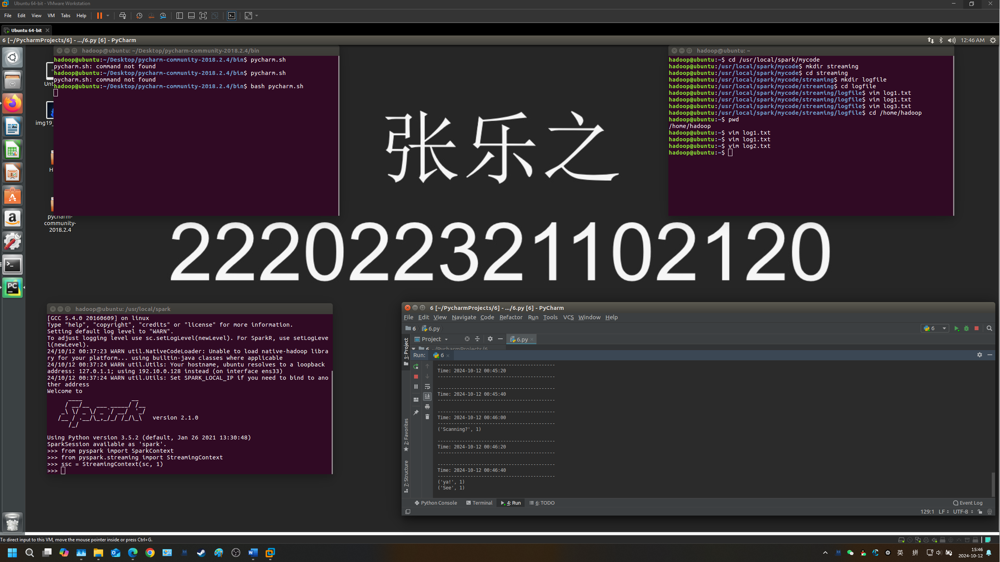 Ubuntu 64-bit - VMware Workstation
File Edit View VM Tabs Help
Ubuntu 64-bit
6 [~/PycharmProjects/6] - .../6.py [6] - PyCharm
12:46 AM
hadoop@ubuntu: ~/Desktop/pycharm-community-2018.2.4/bin
hadoop@ubuntu:~/Desktop/pycharm-community-2018.2.4/bin$ pycharm.sh
pycharm.sh: command not found
hadoop@ubuntu:~/Desktop/pycharm-community-2018.2.4/bin$ pycharm.sh
pycharm.sh: command not found
hadoop@ubuntu:~/Desktop/pycharm-community-2018.2.4/bin$ bash pycharm.sh
Unt
img19_
H
pycharm-
community-
2018.2.4
hadoop@ubuntu: ~
hadoop@ubuntu:~$ cd /usr/local/spark/mycode
hadoop@ubuntu:/usr/local/spark/mycode$ mkdir streaming
hadoop@ubuntu:/usr/local/spark/mycode$ cd streaming
hadoop@ubuntu:/usr/local/spark/mycode/streaming$ mkdir logfile
hadoop@ubuntu:/usr/local/spark/mycode/streaming$ cd logfile
hadoop@ubuntu:/usr/local/spark/mycode/streaming/logfile$ vim log1.txt
hadoop@ubuntu:/usr/local/spark/mycode/streaming/logfile$ vim log1.txt
hadoop@ubuntu:/usr/local/spark/mycode/streaming/logfile$ vim log3.txt
hadoop@ubuntu:/usr/local/spark/mycode/streaming/logfile$ cd /home/hadoop
hadoop@ubuntu:~$ pwd
/home/hadoop
hadoop@ubuntu:~$ vim log1.txt
hadoop@ubuntu:~$ vim log1.txt
hadoop@ubuntu:~$ vim log2.txt
hadoop@ubuntu:~$
张乐之
222022321102120
hadoop@ubuntu: /usr/local/spark
[GCC 5.4.0 20160609] on linux
Type "help", "copyright", "credits" or "license" for more information.
Setting default log level to "WARN".
To adjust logging level use sc.setLogLevel(newLevel). For SparkR, use setLogLeve
l(newLevel).
24/10/12 00:37:23 WARN util.NativeCodeLoader: Unable to load native-hadoop libra
ry for your platform... using builtin-java classes where applicable
24/10/12 00:37:24 WARN util.Utils: Your hostname, ubuntu resolves to a loopback
address: 127.0.1.1; using 192.10.0.128 instead (on interface ens33)
24/10/12 00:37:24 WARN util.Utils: Set SPARK_LOCAL_IP if you need to bind to ano
ther address
Welcome to
version 2.1.0
Using Python version 3.5.2 (default, Jan 26 2021 13:30:48)
SparkSession available as 'spark'.
>>> from pyspark import SparkContext
>>> from pyspark.streaming import StreamingContext
>>> ssc = StreamingContext(sc, 1)
>>>
6 [~/PycharmProjects/6] - .../6.py [6] - PyCharm
File Edit View Navigate Code Refactor Run Tools VCS Window Help
6 6.py
6
Project
6.py
6 ~/PycharmProjects/6
1: Project
2: Favorites
7: Structure
Run: 6
-------------------------------------------
Time: 2024-10-12 00:45:20
-------------------------------------------
-------------------------------------------
Time: 2024-10-12 00:45:40
-------------------------------------------
-------------------------------------------
Time: 2024-10-12 00:46:00
-------------------------------------------
('Scanning?', 1)
-------------------------------------------
Time: 2024-10-12 00:46:20
-------------------------------------------
-------------------------------------------
Time: 2024-10-12 00:46:40
-------------------------------------------
('ya!', 1)
('See', 1)
Python Console Terminal 4: Run 6: TODO Event Log
129:1 LF UTF-8
To direct input to this VM, move the mouse pointer inside or press Ctrl+G.
英 拼
15:46
2024-10-12